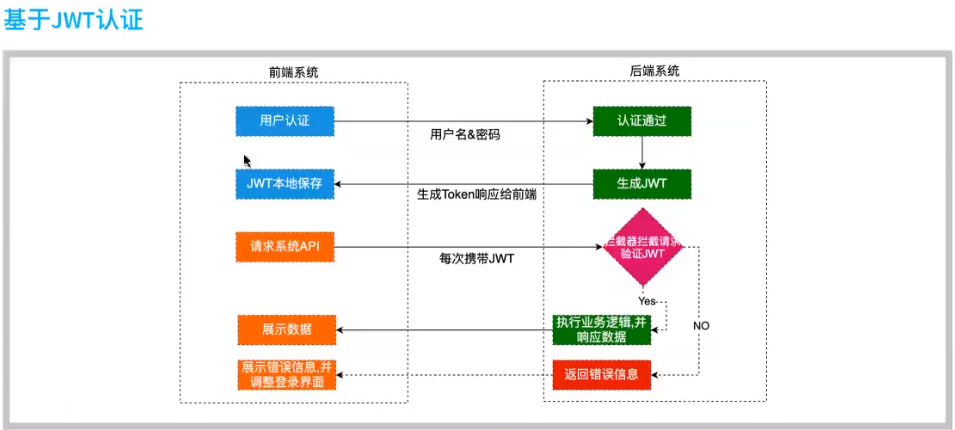 基于JWT认证
前端系统
后端系统
用户认证
用户名&密码
认证通过
JWT本地保存
生成Token响应给前端
生成JWT
请求系统API
每次携带JWT
拦截器拦截请求
验证JWT
Yes
NO
展示数据
执行业务逻辑,并
响应数据
展示错误信息,并
调整登录界面
返回错误信息